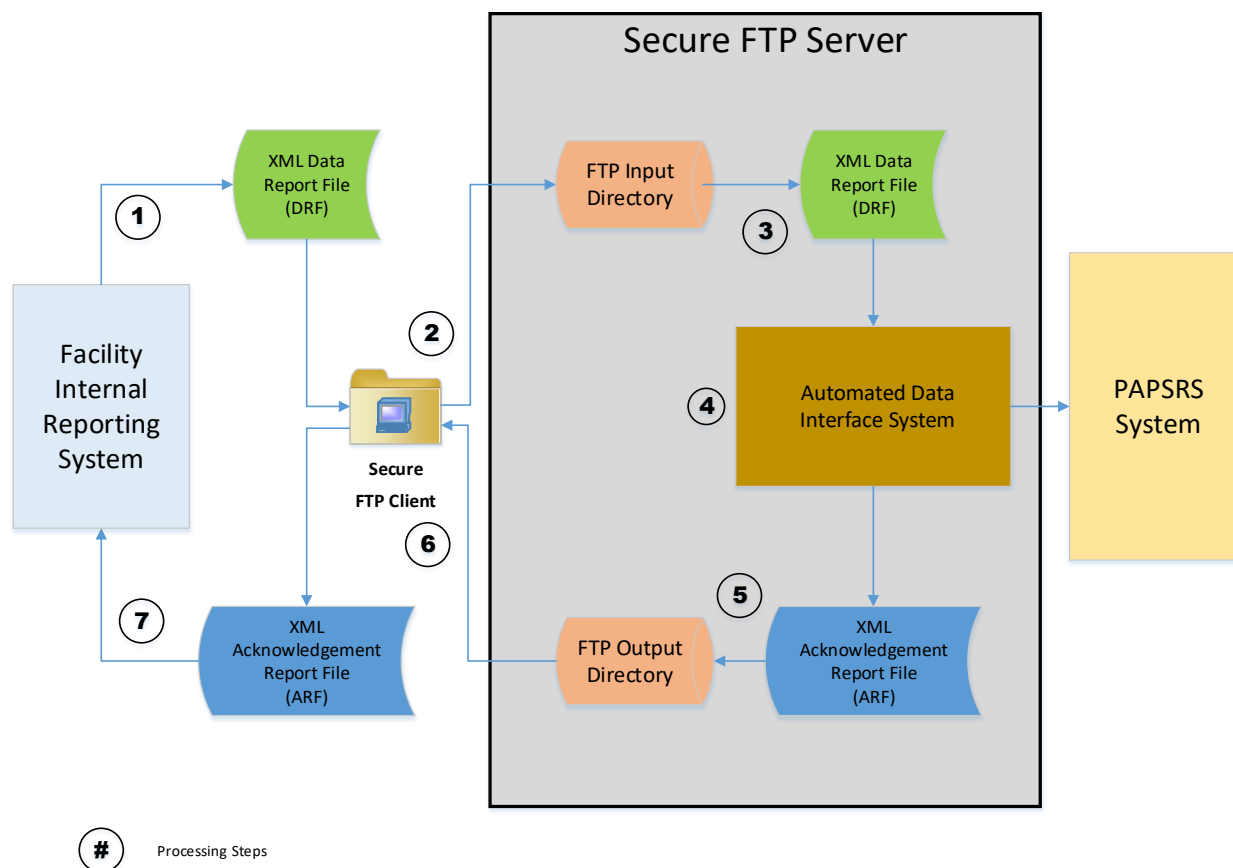 Secure FTP Server
XML Data
Report File
(DRF)
FTP Input
Directory
XML Data
Report File
(DRF)
1
3
2
Facility
Internal
Reporting
System
Secure
FTP Client
4
Automated Data
Interface System
PAPSRS
System
6
5
7
XML
Acknowledgement
Report File
(ARF)
FTP Output
Directory
XML
Acknowledgement
Report File
(ARF)
#
Processing Steps